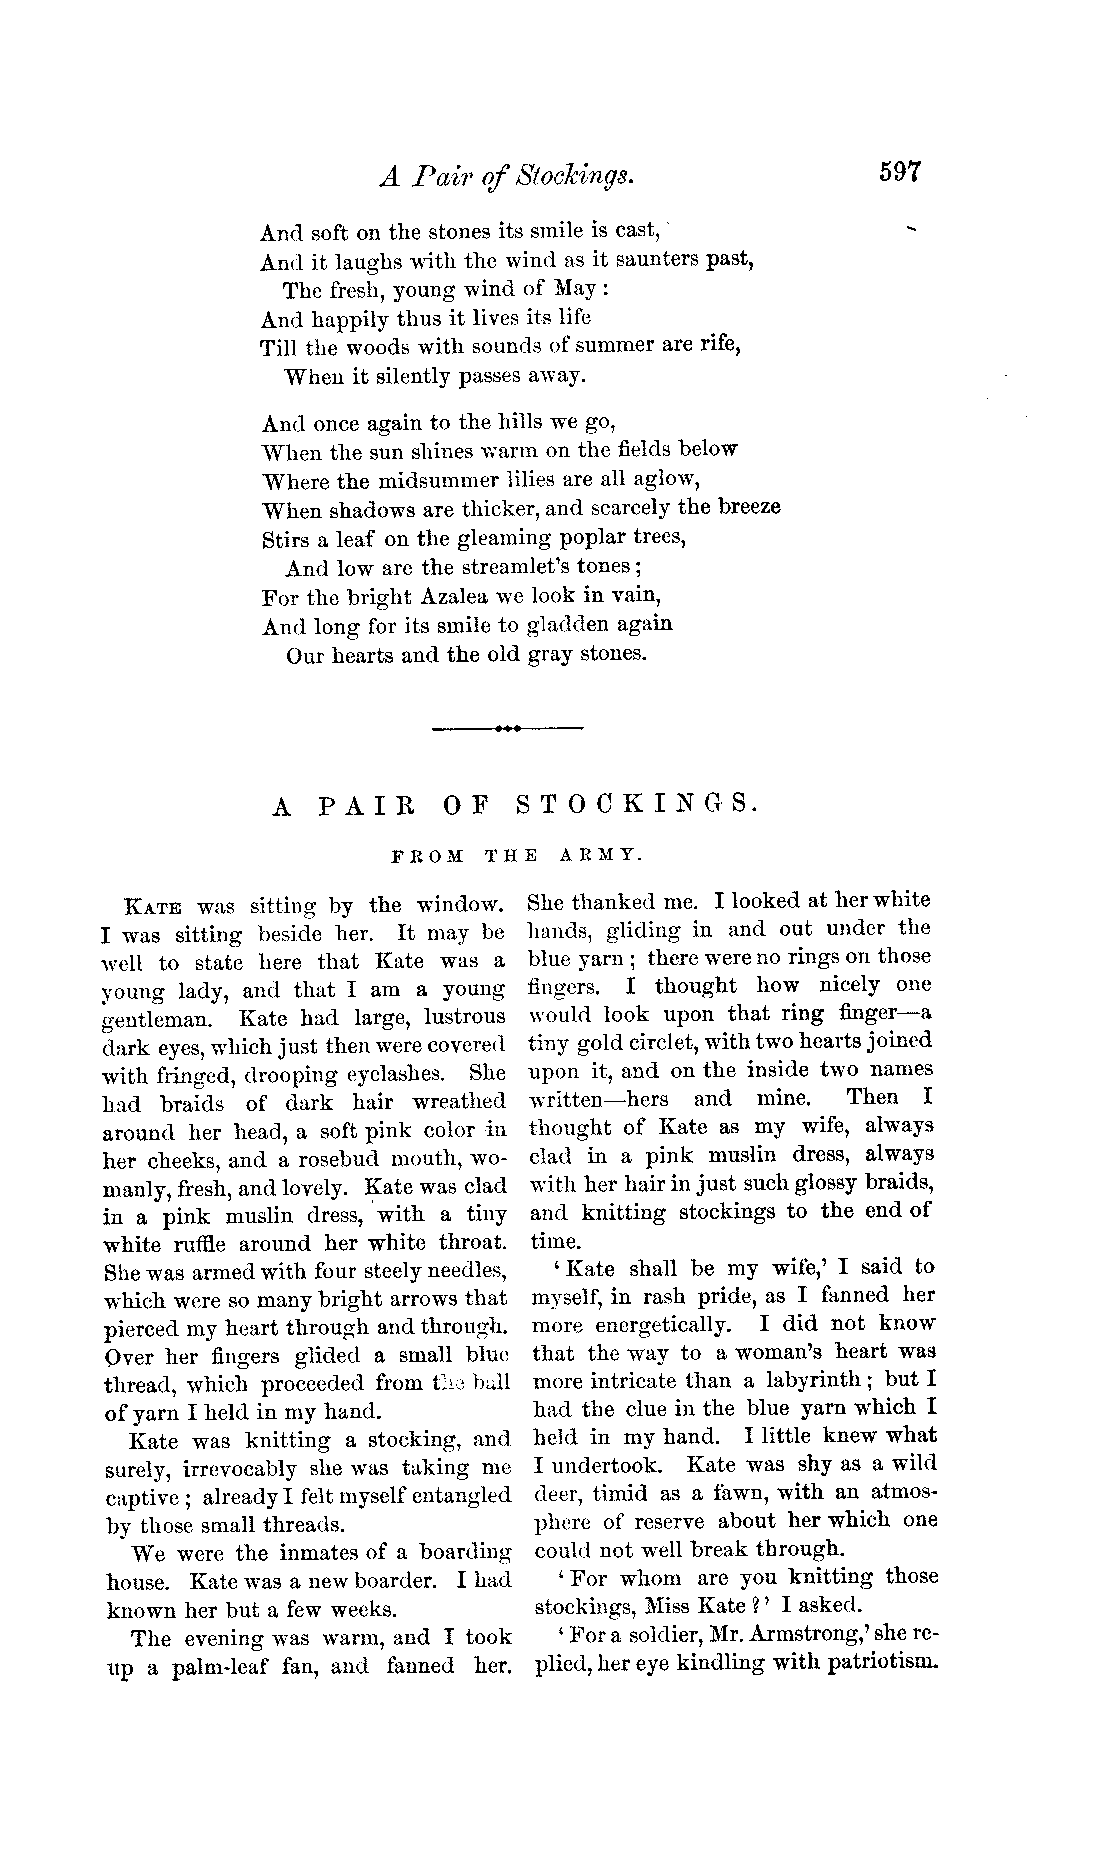 A Pair of Stockings. 597
And soft on the stones its smile is cast,
And it laughs with the wind as it saunters past,
The fresh, young wind of May :
And happily thus it lives its life
Till the woods with sounds of summer are rife,
When it silently passes away.
And once again to the hills we go,
When the sun shines warm on the fields below
Where the midsummer lilies are all aglow,
When shadows are thicker, and scarcely the breeze
Stirs a leaf on the gleaming poplar trees,
And low are the streamlet's tones ;
For the bright Azalea we look in vain,
And long for its smile to gladden again
Our hearts and the old gray stones.
A PAIR OF STOCKINGS.
FROM THE ARMY.
KATE was sitting by the window.
I was sitting beside her. It may be
well to state here that Kate was a
young lady, and that I am a young
gentleman. Kate had large, lustrous
dark eyes, which just then were covered
with fringed, drooping eyelashes. She
had braids of dark hair wreathed
around her head, a soft pink color in
her cheeks, and a rosebud mouth, wo-
manly, fresh, and lovely. Kate was clad
in a pink muslin dress, with a tiny
white ruffle around her white throat.
She was armed with four steely needles,
which were so many bright arrows that
pierced my heart through and through.
Over her fingers glided a small blue
thread, which proceeded from the ball
of yarn I held in my hand.
Kate was knitting a stocking, and
surely, irrevocably she was taking me
captive ; already I felt myself entangled
by those small threads.
We were the inmates of a boarding
house. Kate was a new boarder. I had
known her but a few weeks.
The evening was warm, and I took
up a palm-leaf fan, and fanned her.
She thanked me. I looked at her white
hands, gliding in and out under the
blue yarn ; there were no rings on those
fingers. I thought how nicely one
would look upon that ring finger—a
tiny gold circlet, with two hearts joined
upon it, and on the inside two names
written—hers and mine. Then I
thought of Kate as my wife, always
clad in a pink muslin dress, always
with her hair in just such glossy braids,
and knitting stockings to the end of
time.
'Kate shall be my wife,' I said to
myself, in rash pride, as I fanned her
more energetically. I did not know
that the way to a woman's heart was
more intricate than a labyrinth ; but I
had the clue in the blue yarn which I
held in my hand. I little knew what
I undertook. Kate was shy as a wild
deer, timid as a fawn, with an atmos-
phere of reserve about her which one
could not well break through.
'For whom are you knitting those
stockings, Miss Kate ?' I asked.
'For a soldier, Mr. Armstrong,' she re-
plied, her eye kindling with patriotism.